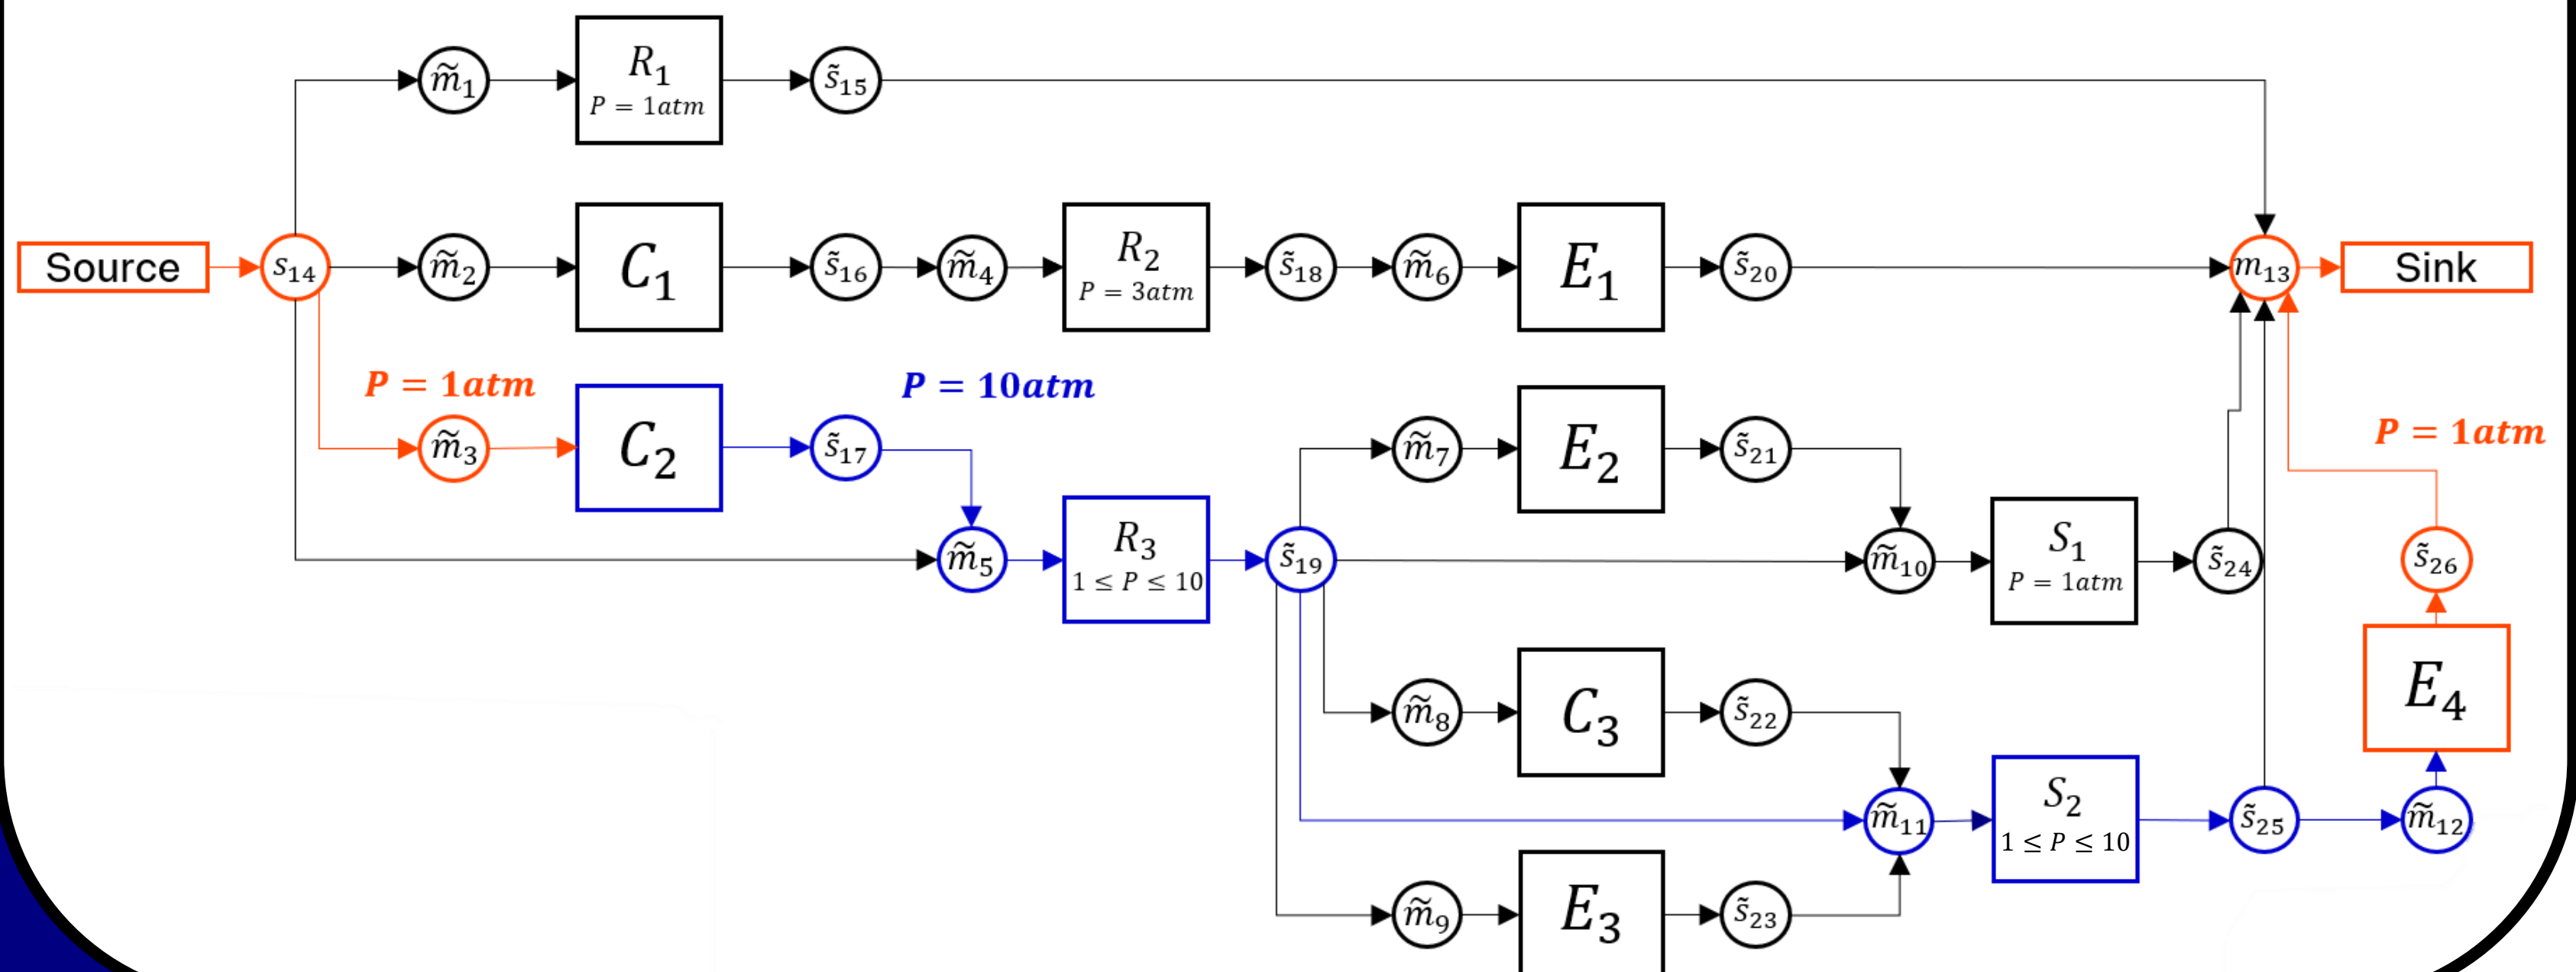 m̃₁
R₁
P = 1atm
s̃₁₅
Source
s₁₄
m̃₂
C₁
s̃₁₆
m̃₄
R₂
P = 3atm
s̃₁₈
m̃₆
E₁
s̃₂₀
m₁₃
Sink
P = 1atm
m̃₃
C₂
s̃₁₇
P = 10atm
m̃₇
E₂
s̃₂₁
P = 1atm
m̃₅
R₃
1 ≤ P ≤ 10
s̃₁₉
m̃₁₀
S₁
P = 1atm
s̃₂₄
s̃₂₆
m̃₈
C₃
s̃₂₂
E₄
m̃₁₁
S₂
1 ≤ P ≤ 10
s̃₂₅
m̃₁₂
m̃₉
E₃
s̃₂₃